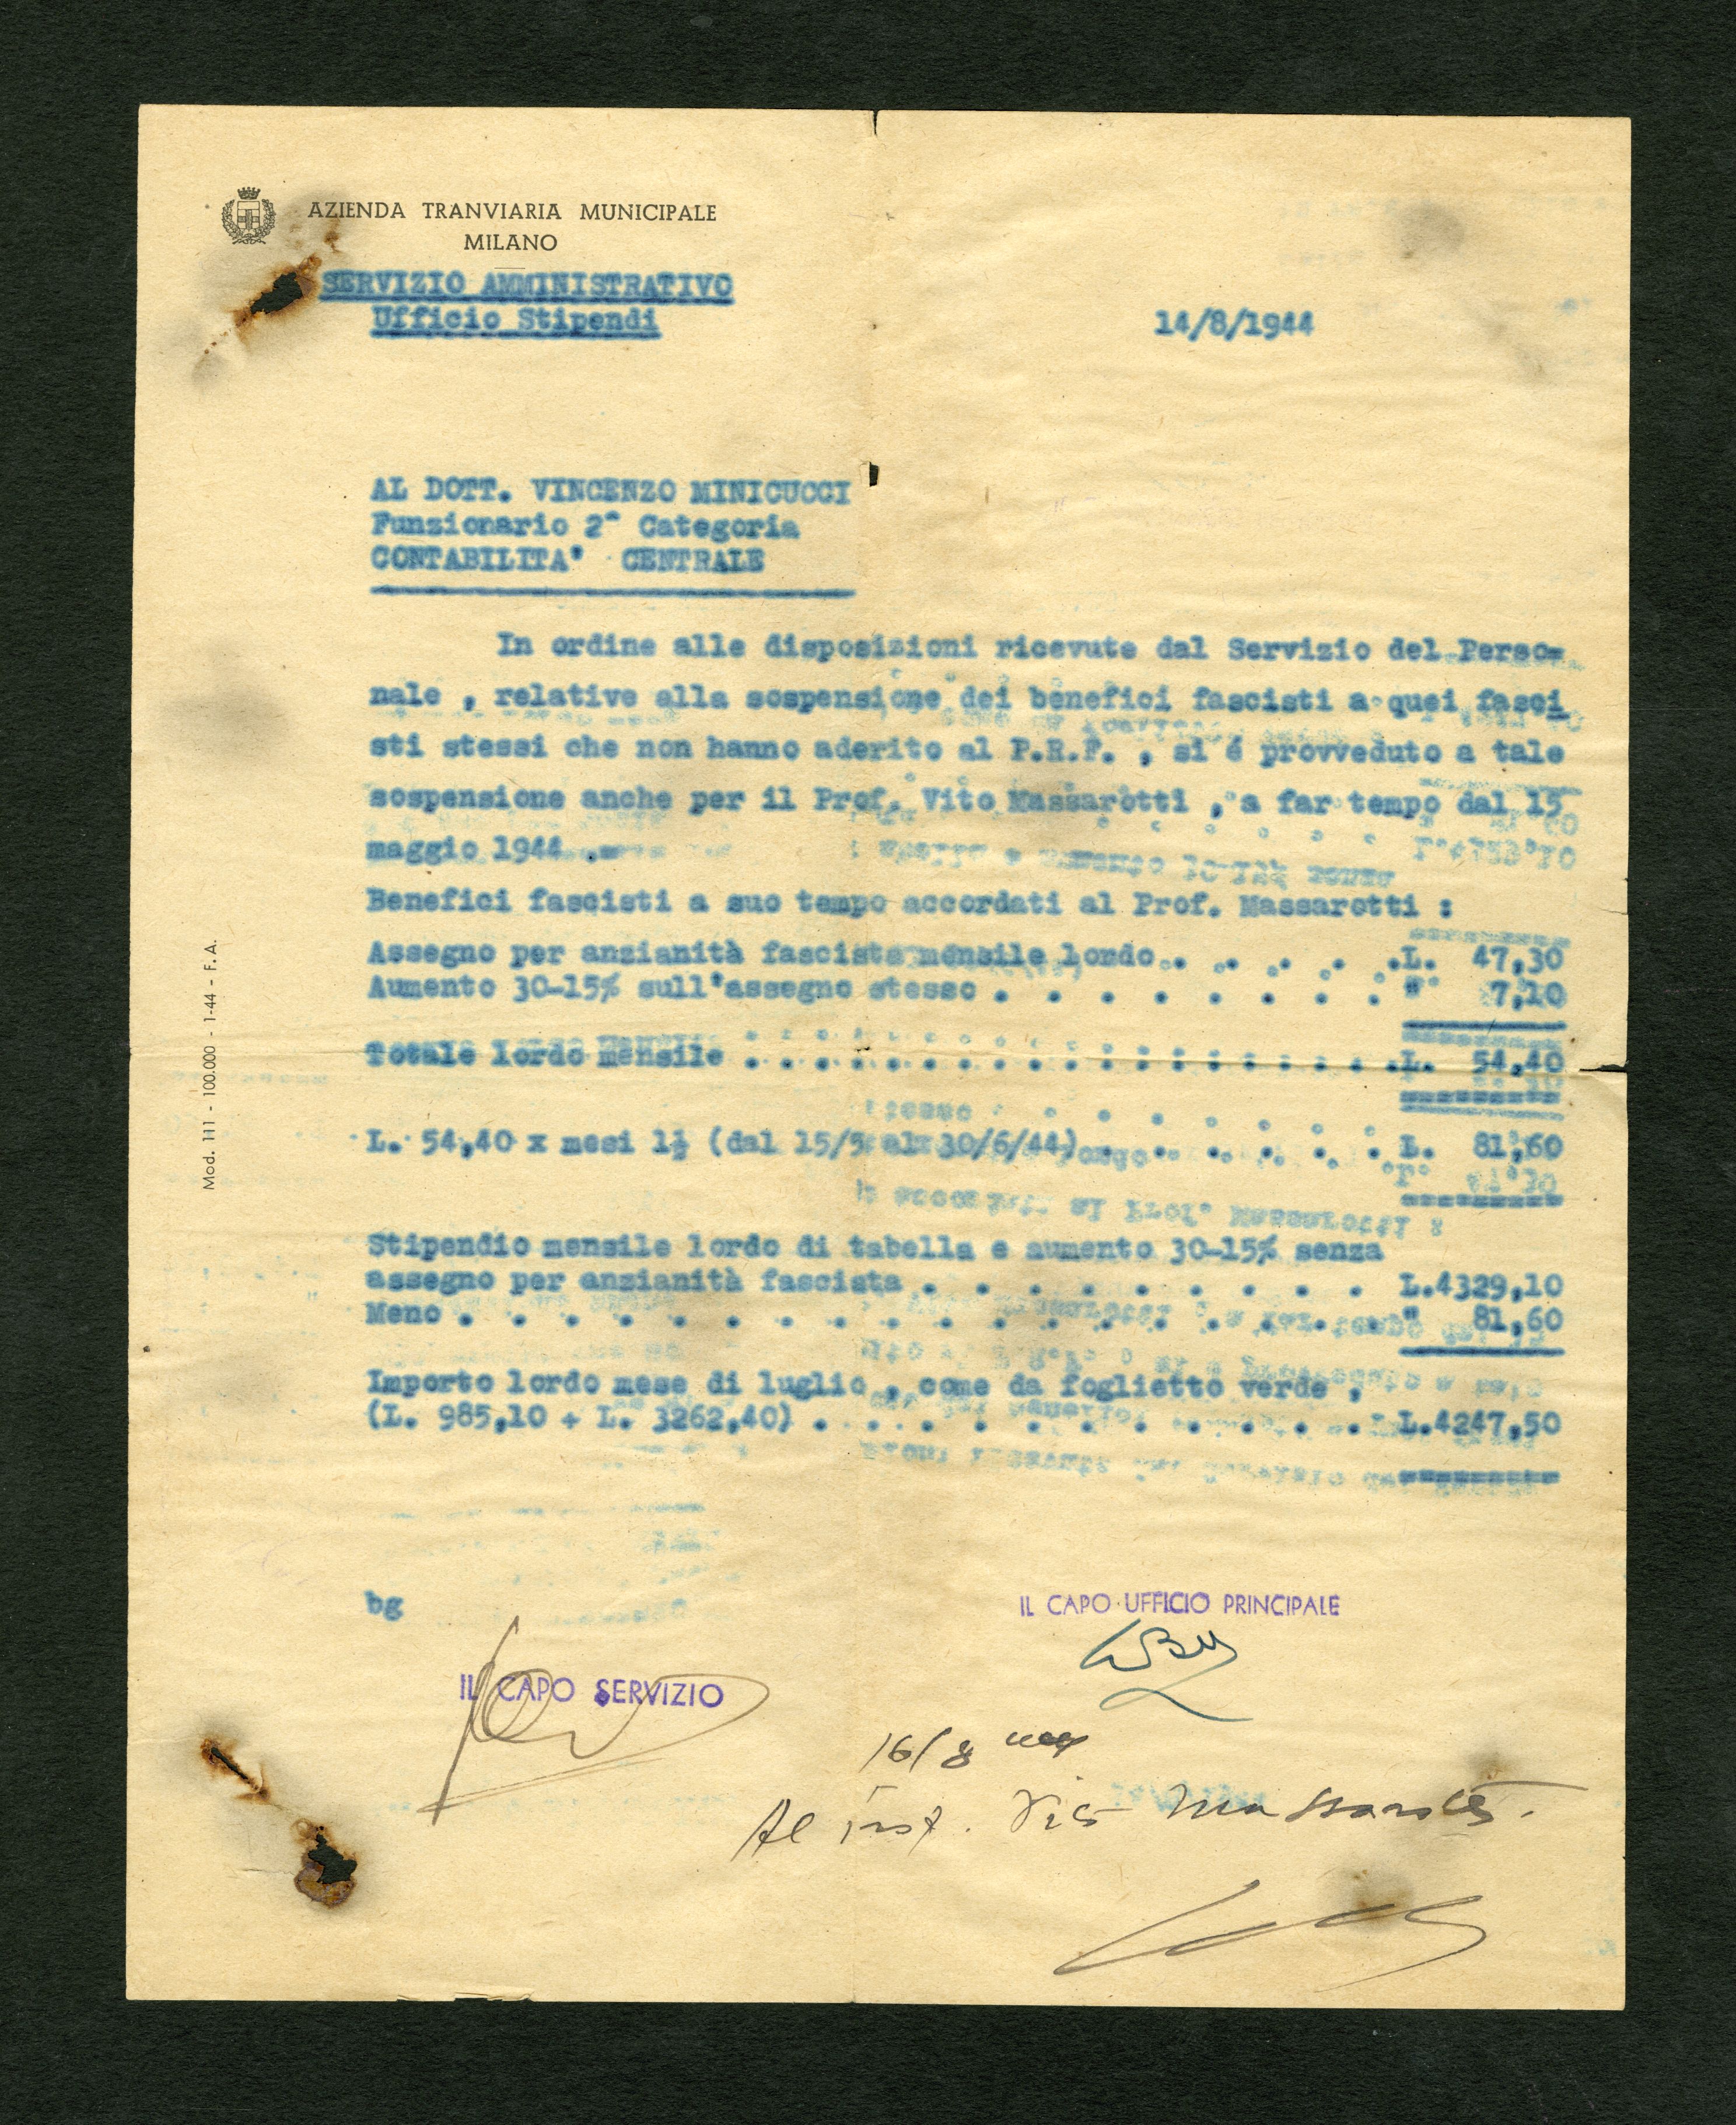 AZIENDA TRANVIARIA MUNICIPALE
MILANO
SERVIZIO AMMINISTRATIVO
Ufficio Stipendi
14/8/1944
AL DOTT. VINCENZO MINICUCCI
Funzionario 2^ Categoria
CONTABILITA' CENTRALE
In ordine alle disposizioni ricevute dal Servizio del Perso=
nale , relative alla sospensione dei benefici fascisti a quei fasci
sti stessi che non hanno aderito al P.R.F. , si é provveduto a tale
sospensione anche per il Prof. Vito Massarotti , a far tempo dal 15
maggio 1944 .=
Benefici fascisti a suo tempo accordati al Prof. Massarotti :
Assegno per anzianità fascista mensile lordo. . . . . .L. 47,30
Aumento 30-15% sull'assegno stesso . . . . . . . . " 7,10
Totale lordo mensile . . . . . . . . . . . . . . . . . . . . . . . . .L. 54,40
L. 54,40 x mesi 1½ (dal 15/5 al 30/6/44) . . . . . . L. 81,60
Stipendio mensile lordo di tabella e aumento 30-15% senza
assegno per anzianità fascista . . . . . . . . . L.4329,10
Meno . . . . . . . . . . . . . . . . . . " 81,60
Importo lordo mese di luglio , come da foglietto verde ,
(L. 985,10 + L. 3262,40) . . . . . . . . . . . L.4247,50
bg
IL CAPO UFFICIO PRINCIPALE
IL CAPO SERVIZIO
16/8
Al prof. Vito Massarotti.
Mod. 111 - 100.000 - 1-44 - F. A.